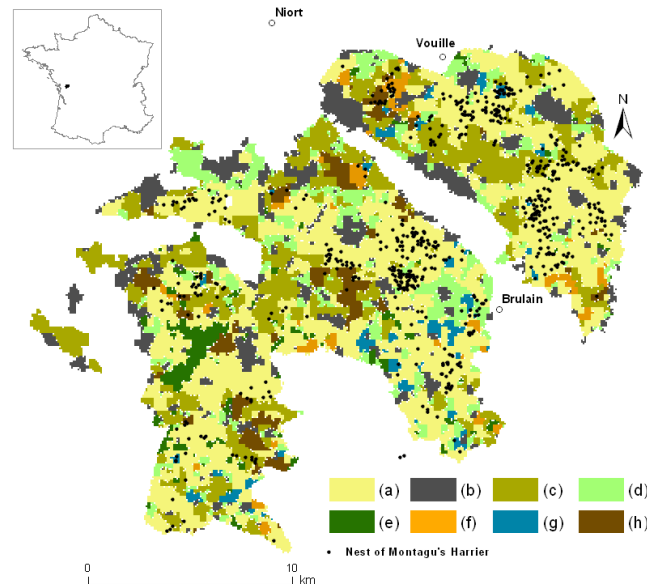 Niort
Vouille
N
Brulain
(a) (b) (c) (d)
(e) (f) (g) (h)
Nest of Montagu's Harrier
0 10 km